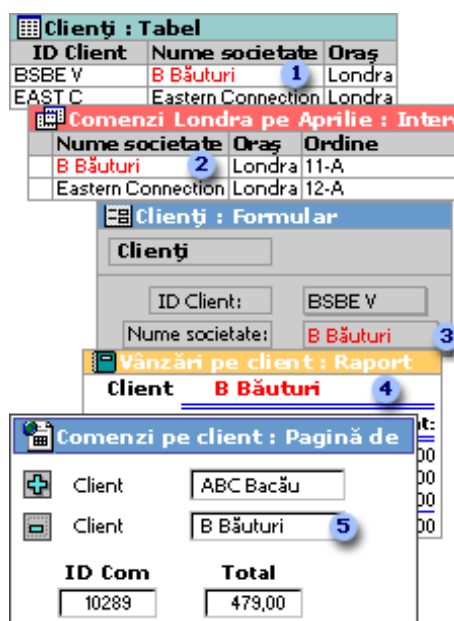 Clienţi : Tabel
ID Client Nume societate Oraş
BSBE V B Băuturi 1 Londra
EAST C Eastern Connection Londra
Comenzi Londra pe Aprilie :
Nume societate Oraş Ordine
B Băuturi 2 Londra 11-A
Eastern Connection Londra 12-A
Clienţi : Formular
Clienţi
ID Client: BSBE V
Nume societate: B Băuturi 3
Vânzări pe client : Raport
Client B Băuturi 4
Comenzi pe client : Pagină de
Client ABC Bacău
Client B Băuturi 5
ID Com Total
10289 479,00